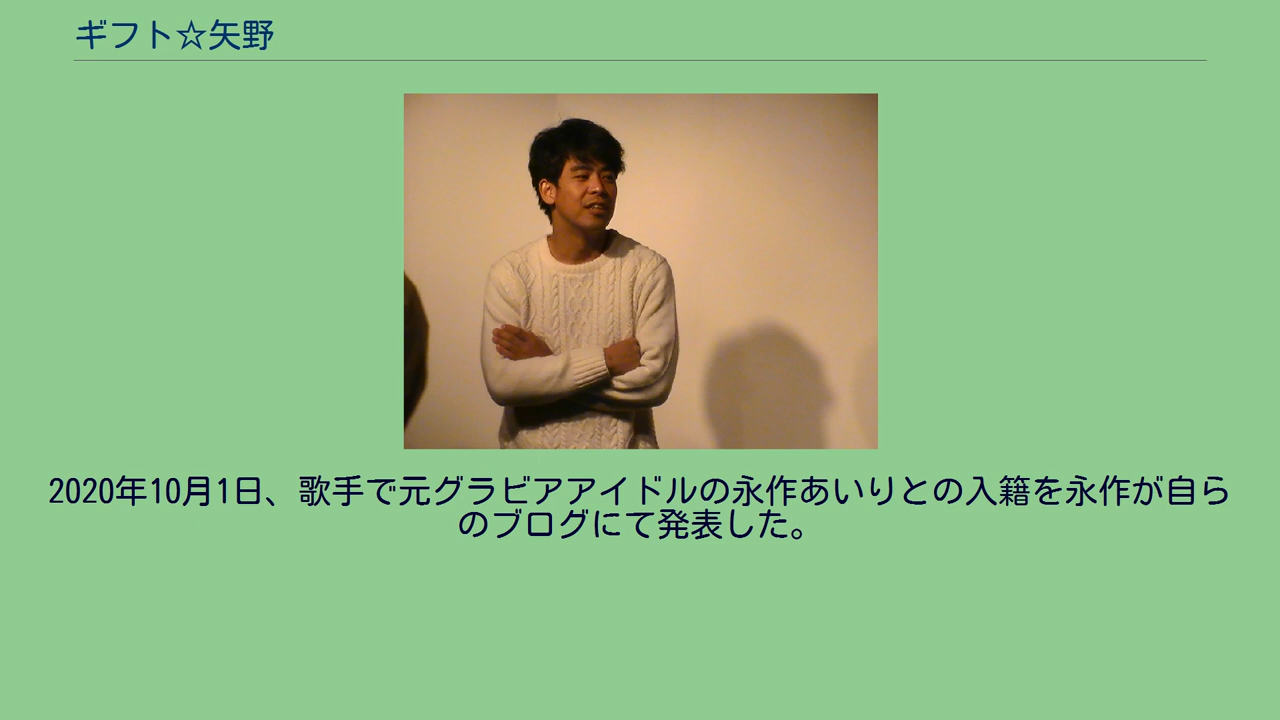 ギフト☆矢野
2020年10月1日、歌手で元グラビアアイドルの永作あいりとの入籍を永作が自ら
のブログにて発表した。